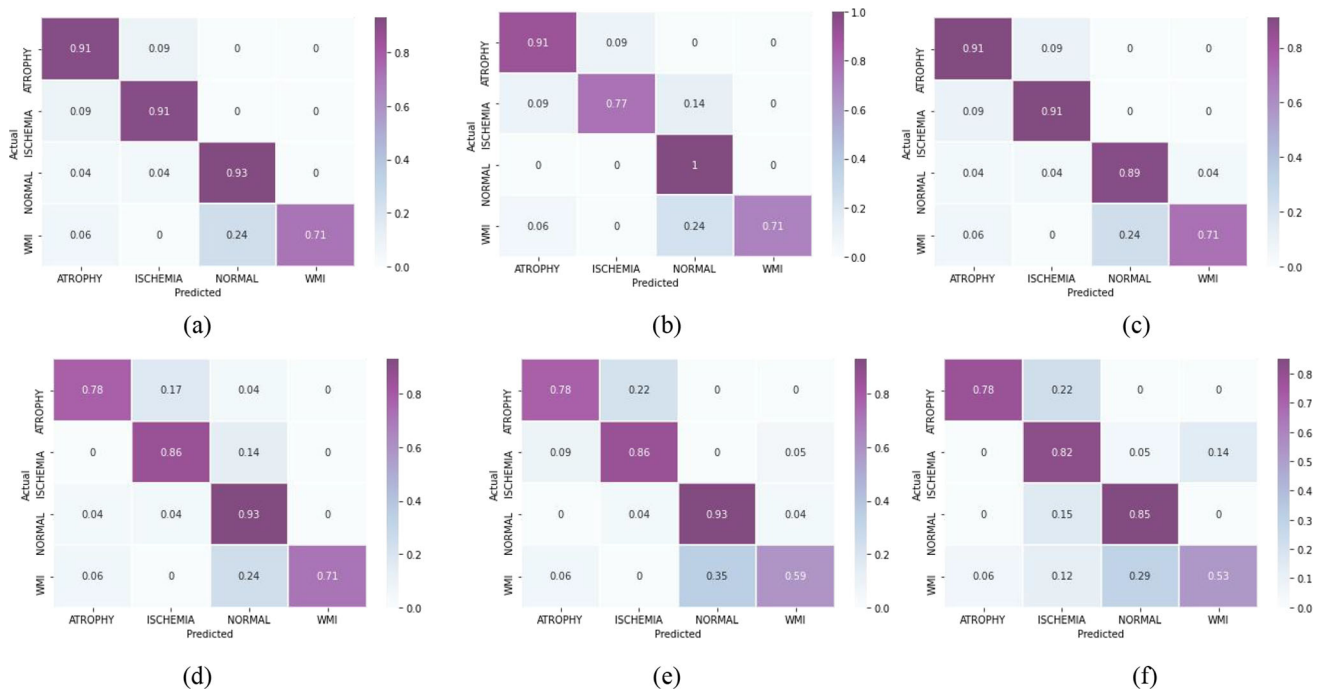 0.91 0.09 0 0
0.09 0.91 0 0
0.04 0.04 0.93 0
0.06 0 0.24 0.71
ATROPHY
ISCHEMIA
NORMAL
WMI
Actual
ATROPHY ISCHEMIA NORMAL WMI
Predicted
0.8
0.6
0.4
0.2
0.0
(a)
0.91 0.09 0 0
0.09 0.77 0.14 0
0 0 1 0
0.06 0 0.24 0.71
ATROPHY
ISCHEMIA
NORMAL
WMI
Actual
ATROPHY ISCHEMIA NORMAL WMI
Predicted
1.0
0.8
0.6
0.4
0.2
0.0
(b)
0.91 0.09 0 0
0.09 0.91 0 0
0.04 0.04 0.89 0.04
0.06 0 0.24 0.71
ATROPHY
ISCHEMIA
NORMAL
WMI
Actual
ATROPHY ISCHEMIA NORMAL WMI
Predicted
0.8
0.6
0.4
0.2
0.0
(c)
0.78 0.17 0.04 0
0 0.86 0.14 0
0.04 0.04 0.93 0
0.06 0 0.24 0.71
ATROPHY
ISCHEMIA
NORMAL
WMI
Actual
ATROPHY ISCHEMIA NORMAL WMI
Predicted
0.8
0.6
0.4
0.2
0.0
(d)
0.78 0.22 0 0
0.09 0.86 0 0.05
0 0.04 0.93 0.04
0.06 0 0.35 0.59
ATROPHY
ISCHEMIA
NORMAL
WMI
Actual
ATROPHY ISCHEMIA NORMAL WMI
Predicted
0.8
0.6
0.4
0.2
0.0
(e)
0.78 0.22 0 0
0 0.82 0.05 0.14
0 0.15 0.85 0
0.06 0.12 0.29 0.53
ATROPHY
ISCHEMIA
NORMAL
WMI
Actual
ATROPHY ISCHEMIA NORMAL WMI
Predicted
0.8
0.7
0.6
0.5
0.4
0.3
0.2
0.1
0.0
(f)